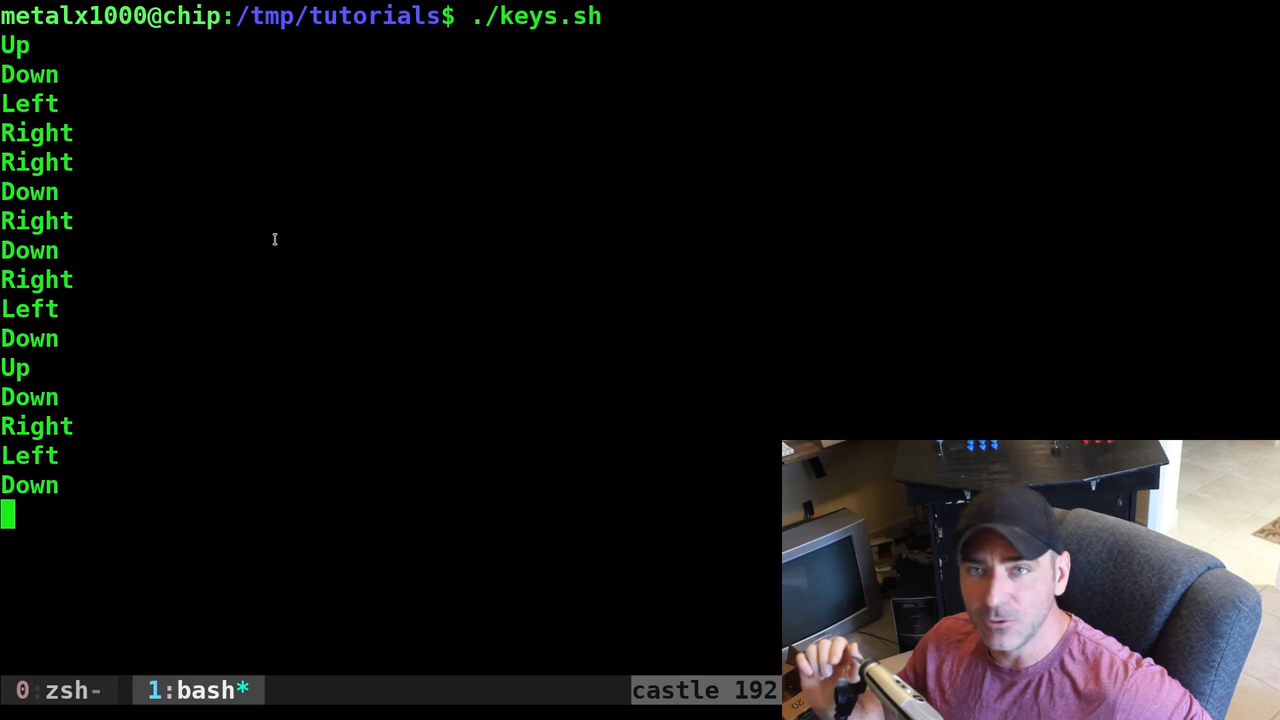 metalx1000@chip:/tmp/tutorials$ ./keys.sh
Up
Down
Left
Right
Right
Down
Right
Down
Right
Left
Down
Up
Down
Right
Left
Down
0:zsh- 1:bash* castle 192